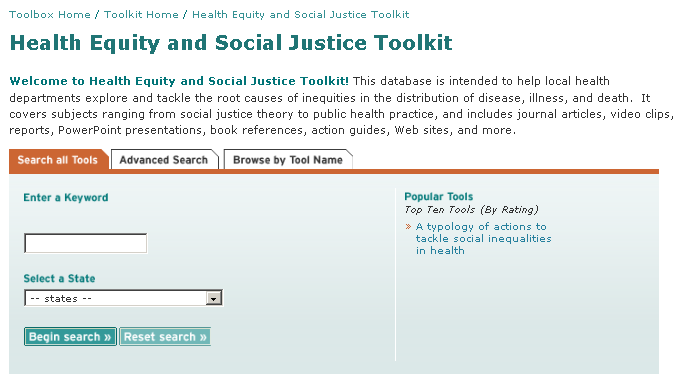 Toolbox Home / Toolkit Home / Health Equity and Social Justice Toolkit
Health Equity and Social Justice Toolkit
Welcome to Health Equity and Social Justice Toolkit! This database is intended to help local health
departments explore and tackle the root causes of inequities in the distribution of disease, illness, and death. It
covers subjects ranging from social justice theory to public health practice, and includes journal articles, video clips,
reports, PowerPoint presentations, book references, action guides, Web sites, and more.
Search all Tools Advanced Search Browse by Tool Name
Enter a Keyword
Select a State
-- states --
Begin search » Reset search »
Popular Tools
Top Ten Tools (By Rating)
» A typology of actions to
tackle social inequalities
in health